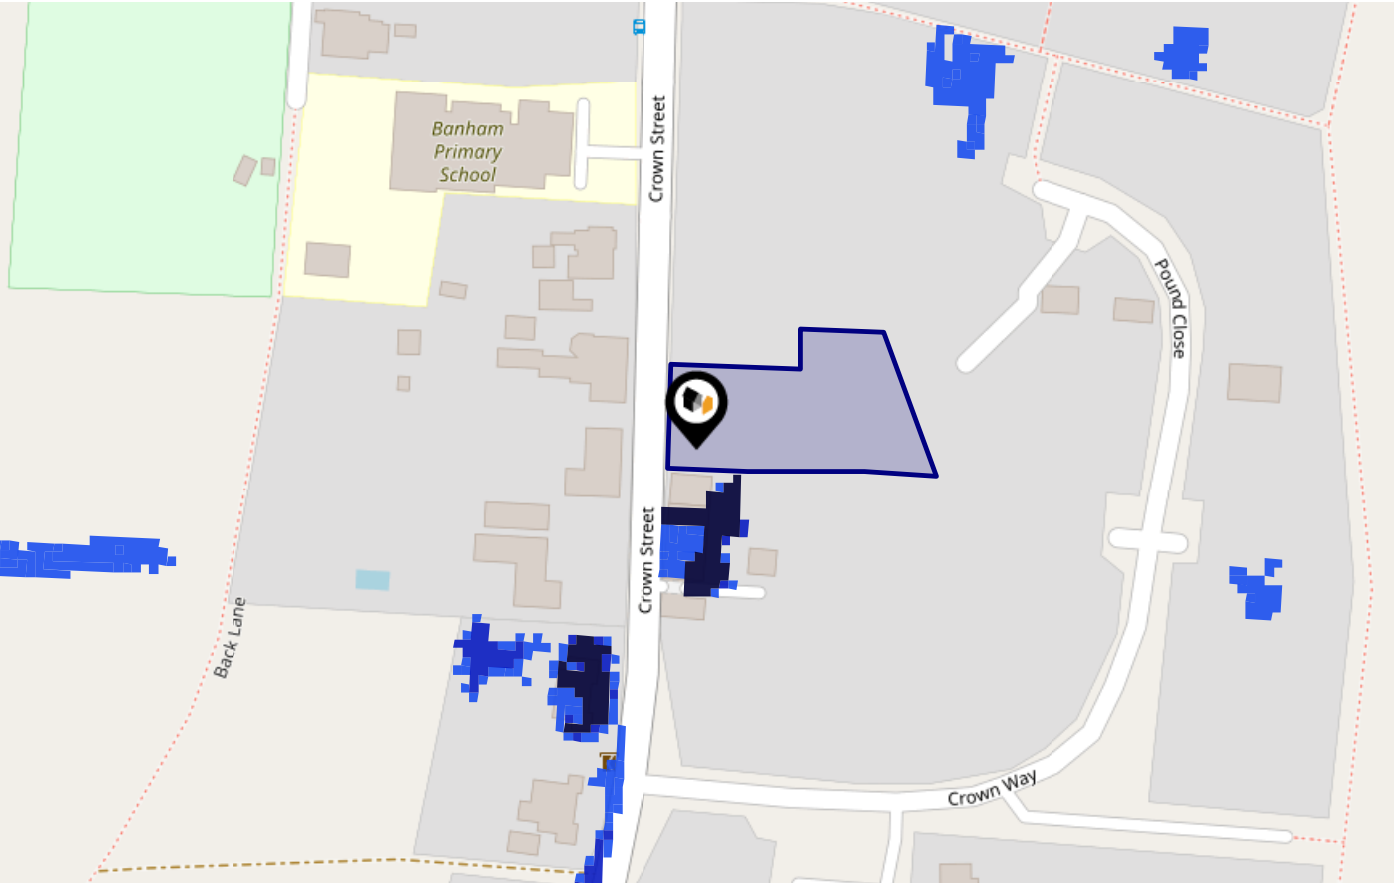 Crown Street
Banham
Primary
School
Pound Close
Crown Street
Back Lane
Crown Way